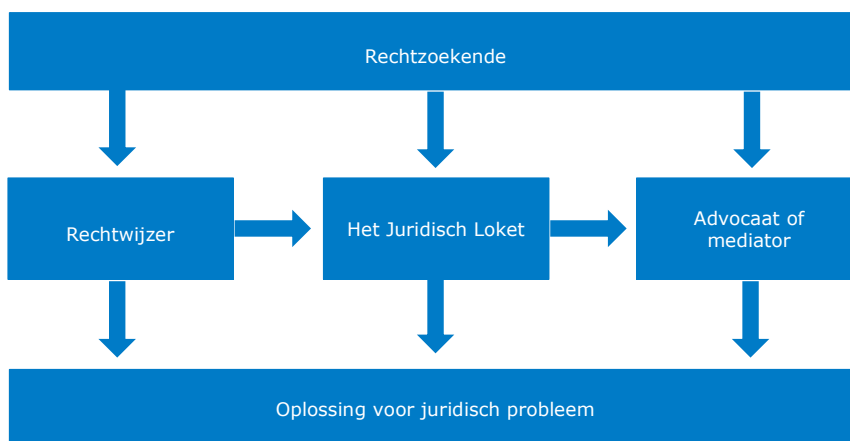 Rechtzoekende
Rechtwijzer
Het Juridisch Loket
Advocaat of
mediator
Oplossing voor juridisch probleem